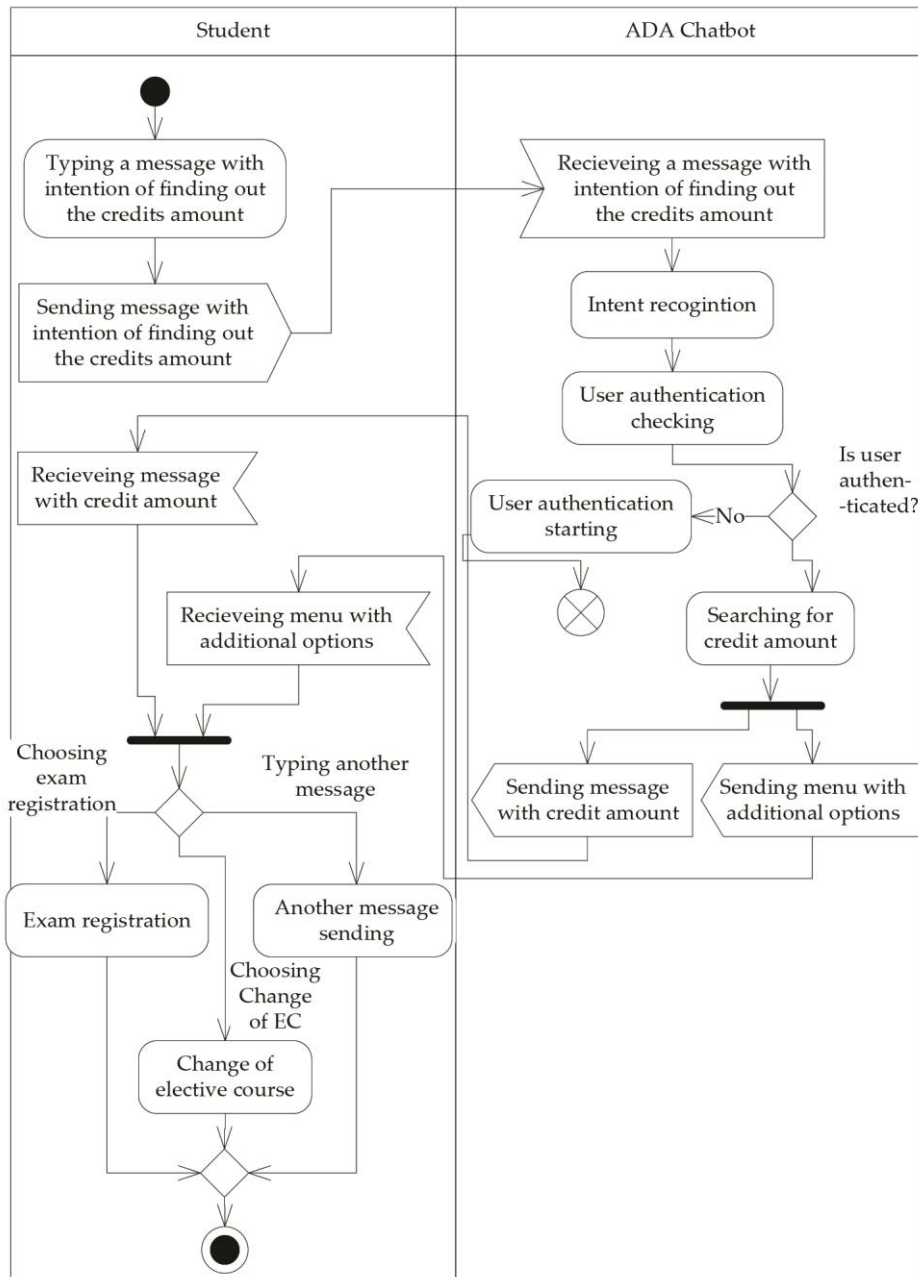 Student
ADA Chatbot
Typing a message with
intention of finding out
the credits amount
Recieveing a message with
intention of finding out
the credits amount
Sending message with
intention of finding out
the credits amount
Intent recogintion
User authentication
checking
Is user
authen-
-ticated?
Recieveing message
with credit amount
User authentication
starting
No
Recieveing menu with
additional options
Searching for
credit amount
Choosing
exam
registration
Typing another
message
Sending message
with credit amount
Sending menu with
additional options
Exam registration
Another message
sending
Choosing
Change
of EC
Change of
elective course